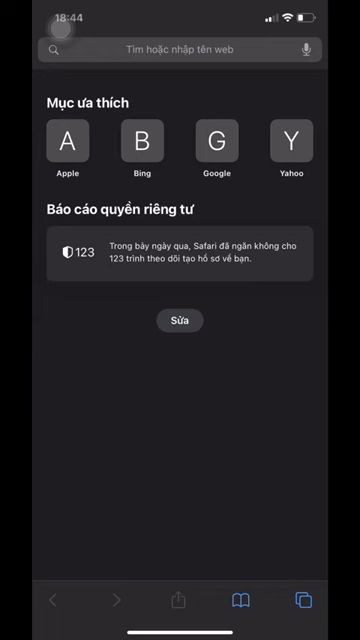 18:44
Tìm hoặc nhập tên web
Mục ưa thích
A B G Y
Apple Bing Google Yahoo
Báo cáo quyền riêng tư
123
Trong bảy ngày qua, Safari đã ngăn không cho
123 trình theo dõi tạo hồ sơ về bạn.
Sửa